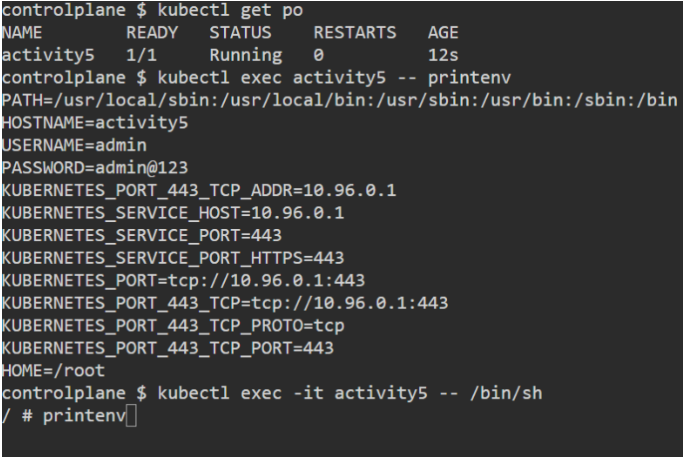 controlplane $ kubectl get po
NAME READY STATUS RESTARTS AGE
activity5 1/1 Running 0 12s
controlplane $ kubectl exec activity5 -- printenv
PATH=/usr/local/sbin:/usr/local/bin:/usr/sbin:/usr/bin:/sbin:/bin
HOSTNAME=activity5
USERNAME=admin
PASSWORD=admin@123
KUBERNETES_PORT_443_TCP_ADDR=10.96.0.1
KUBERNETES_SERVICE_HOST=10.96.0.1
KUBERNETES_SERVICE_PORT=443
KUBERNETES_SERVICE_PORT_HTTPS=443
KUBERNETES_PORT=tcp://10.96.0.1:443
KUBERNETES_PORT_443_TCP=tcp://10.96.0.1:443
KUBERNETES_PORT_443_TCP_PROTO=tcp
KUBERNETES_PORT_443_TCP_PORT=443
HOME=/root
controlplane $ kubectl exec -it activity5 -- /bin/sh
/ # printenv